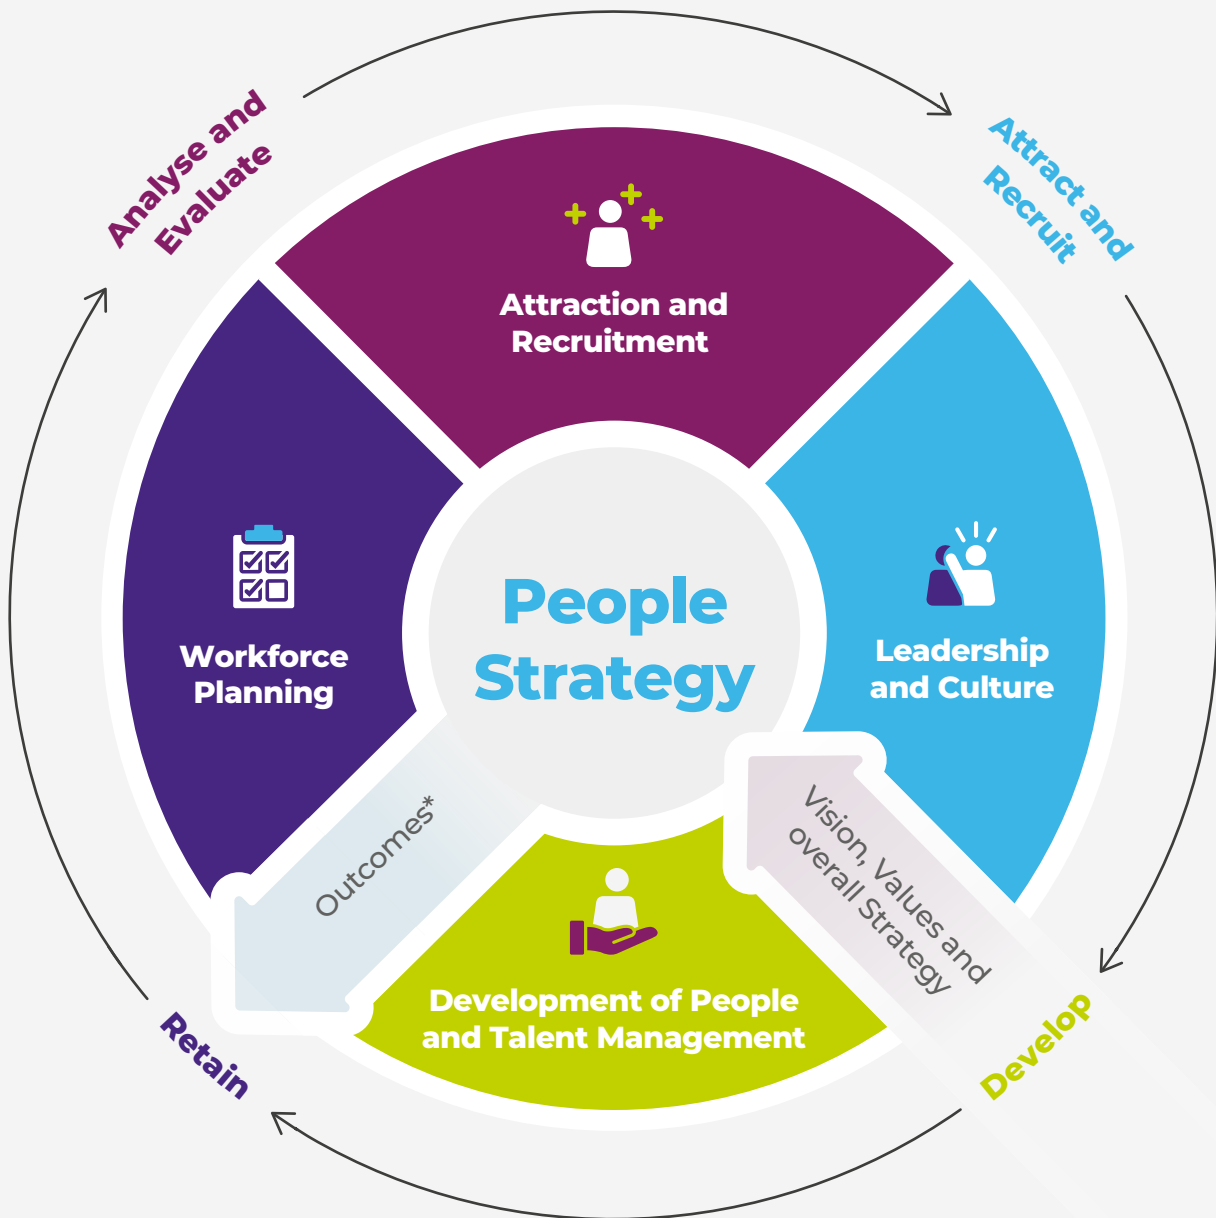 Analyse and
Evaluate
Attract and
Recruit
Attraction and
Recruitment
Workforce
Planning
People
Strategy
Leadership
and Culture
Outcomes*
Vision, Values and
overall Strategy
Development of People
and Talent Management
Retain
Develop